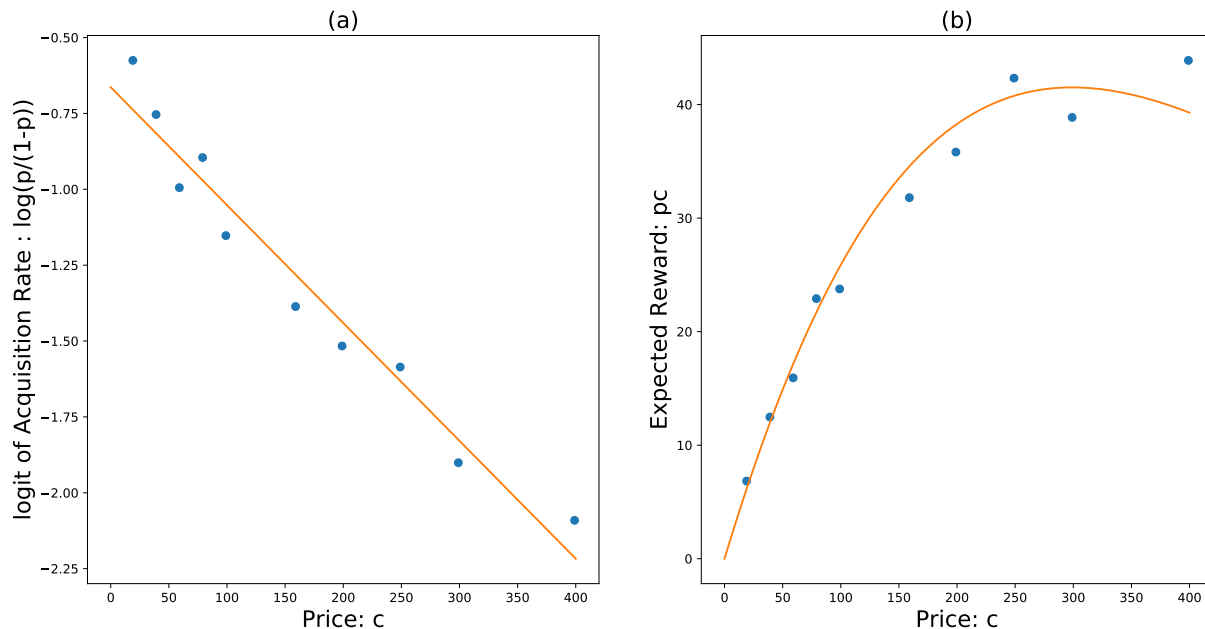 (a)
−0.50
−0.75
−1.00
−1.25
−1.50
−1.75
−2.00
−2.25
logit of Acquisition Rate : log(p/(1-p))
0 50 100 150 200 250 300 350 400
Price: c
(b)
40
30
20
10
0
Expected Reward: pc
0 50 100 150 200 250 300 350 400
Price: c